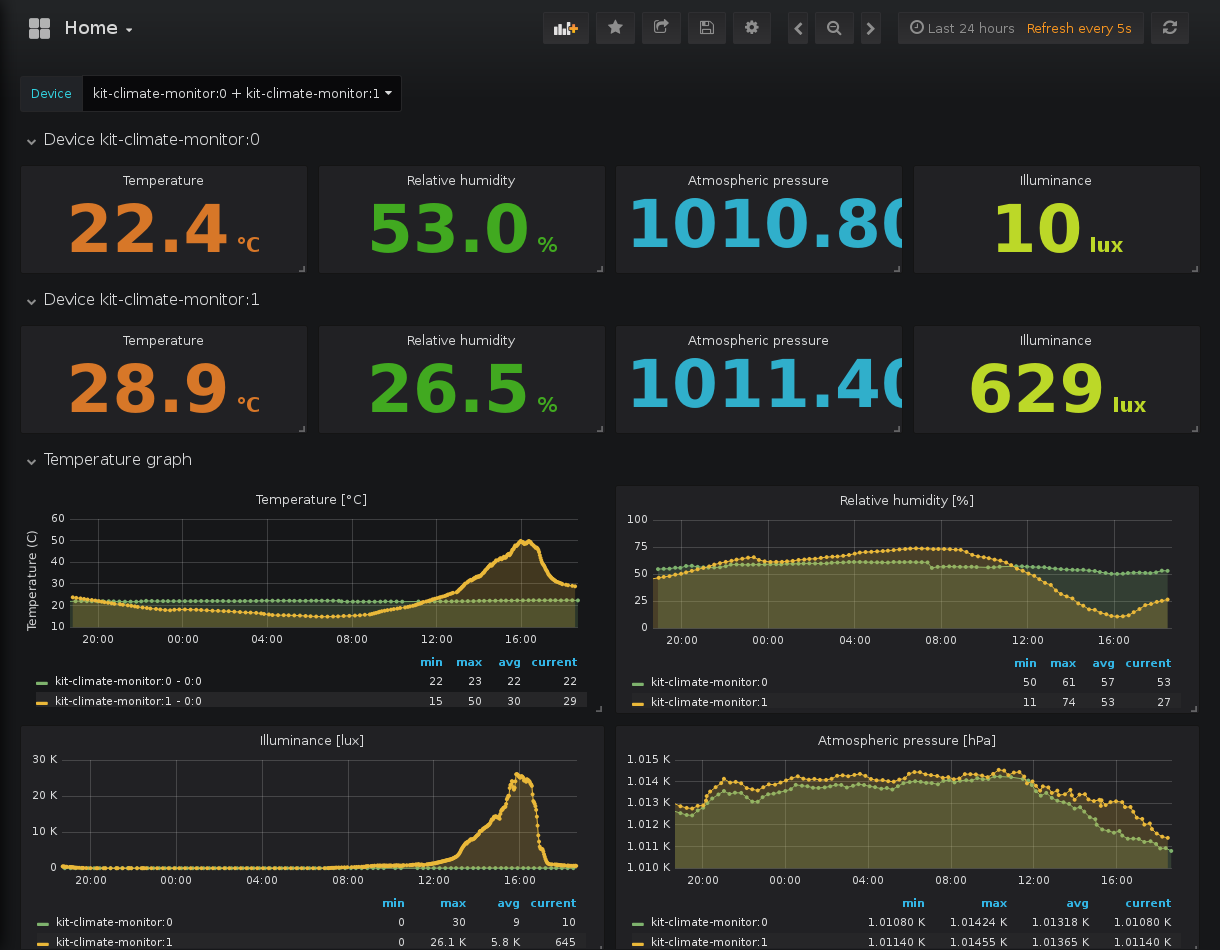 Home
Last 24 hours Refresh every 5s
Device kit-climate-monitor:0 + kit-climate-monitor:1
Device kit-climate-monitor:0
Temperature Relative humidity Atmospheric pressure Illuminance
22.4 °C 53.0 % 1010.80 10 lux
Device kit-climate-monitor:1
Temperature Relative humidity Atmospheric pressure Illuminance
28.9 °C 26.5 % 1011.40 629 lux
Temperature graph
Temperature [°C]
Temperature (C)
60
50
40
30
20
10
20:00 00:00 04:00 08:00 12:00 16:00
min max avg current
kit-climate-monitor:0 - 0:0 22 23 22 22
kit-climate-monitor:1 - 0:0 15 50 30 29
Relative humidity [%]
100
75
50
25
0
20:00 00:00 04:00 08:00 12:00 16:00
min max avg current
kit-climate-monitor:0 50 61 57 53
kit-climate-monitor:1 11 74 53 27
Illuminance [lux]
30 K
20 K
10 K
0
20:00 00:00 04:00 08:00 12:00 16:00
min max avg current
kit-climate-monitor:0 0 30 9 10
kit-climate-monitor:1 0 26.1 K 5.8 K 645
Atmospheric pressure [hPa]
1.015 K
1.014 K
1.013 K
1.012 K
1.011 K
1.010 K
20:00 00:00 04:00 08:00 12:00 16:00
min max avg current
kit-climate-monitor:0 1.01080 K 1.01424 K 1.01318 K 1.01080 K
kit-climate-monitor:1 1.01140 K 1.01455 K 1.01365 K 1.01140 K